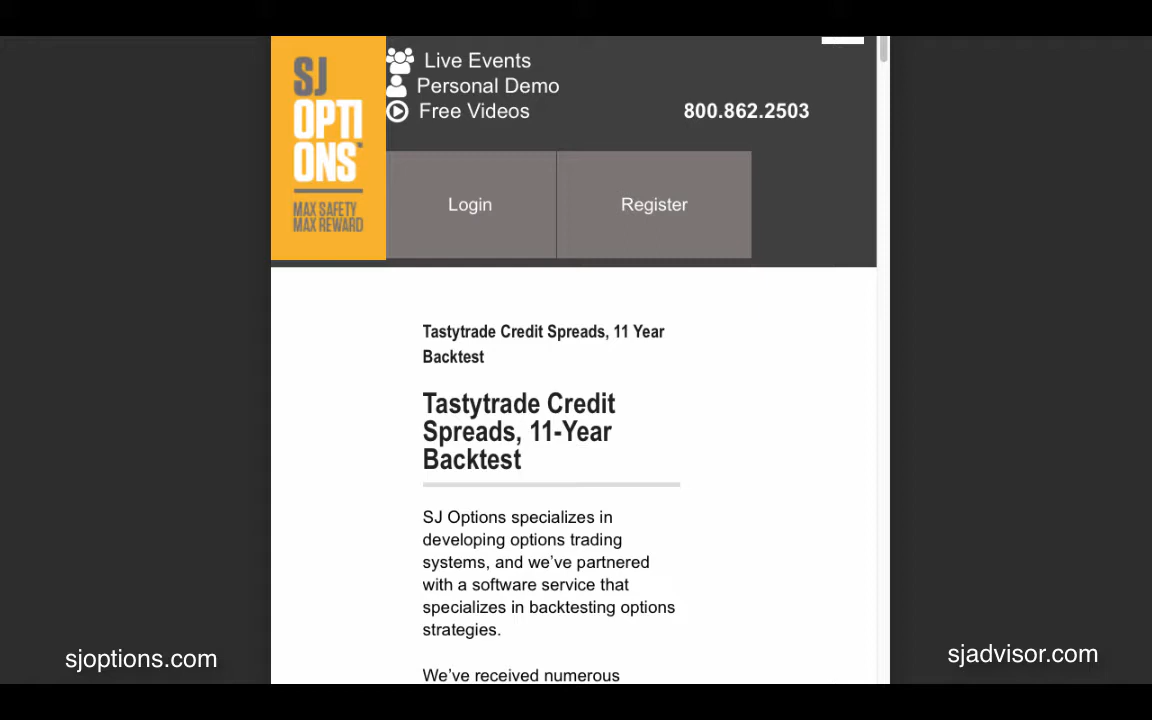 SJ
OPTI
ONS™
MAX SAFETY
MAX REWARD
Live Events
Personal Demo
Free Videos
800.862.2503
Login
Register
Tastytrade Credit Spreads, 11 Year
Backtest
Tastytrade Credit
Spreads, 11-Year
Backtest
SJ Options specializes in
developing options trading
systems, and we’ve partnered
with a software service that
specializes in backtesting options
strategies.
We’ve received numerous
sjoptions.com
sjadvisor.com